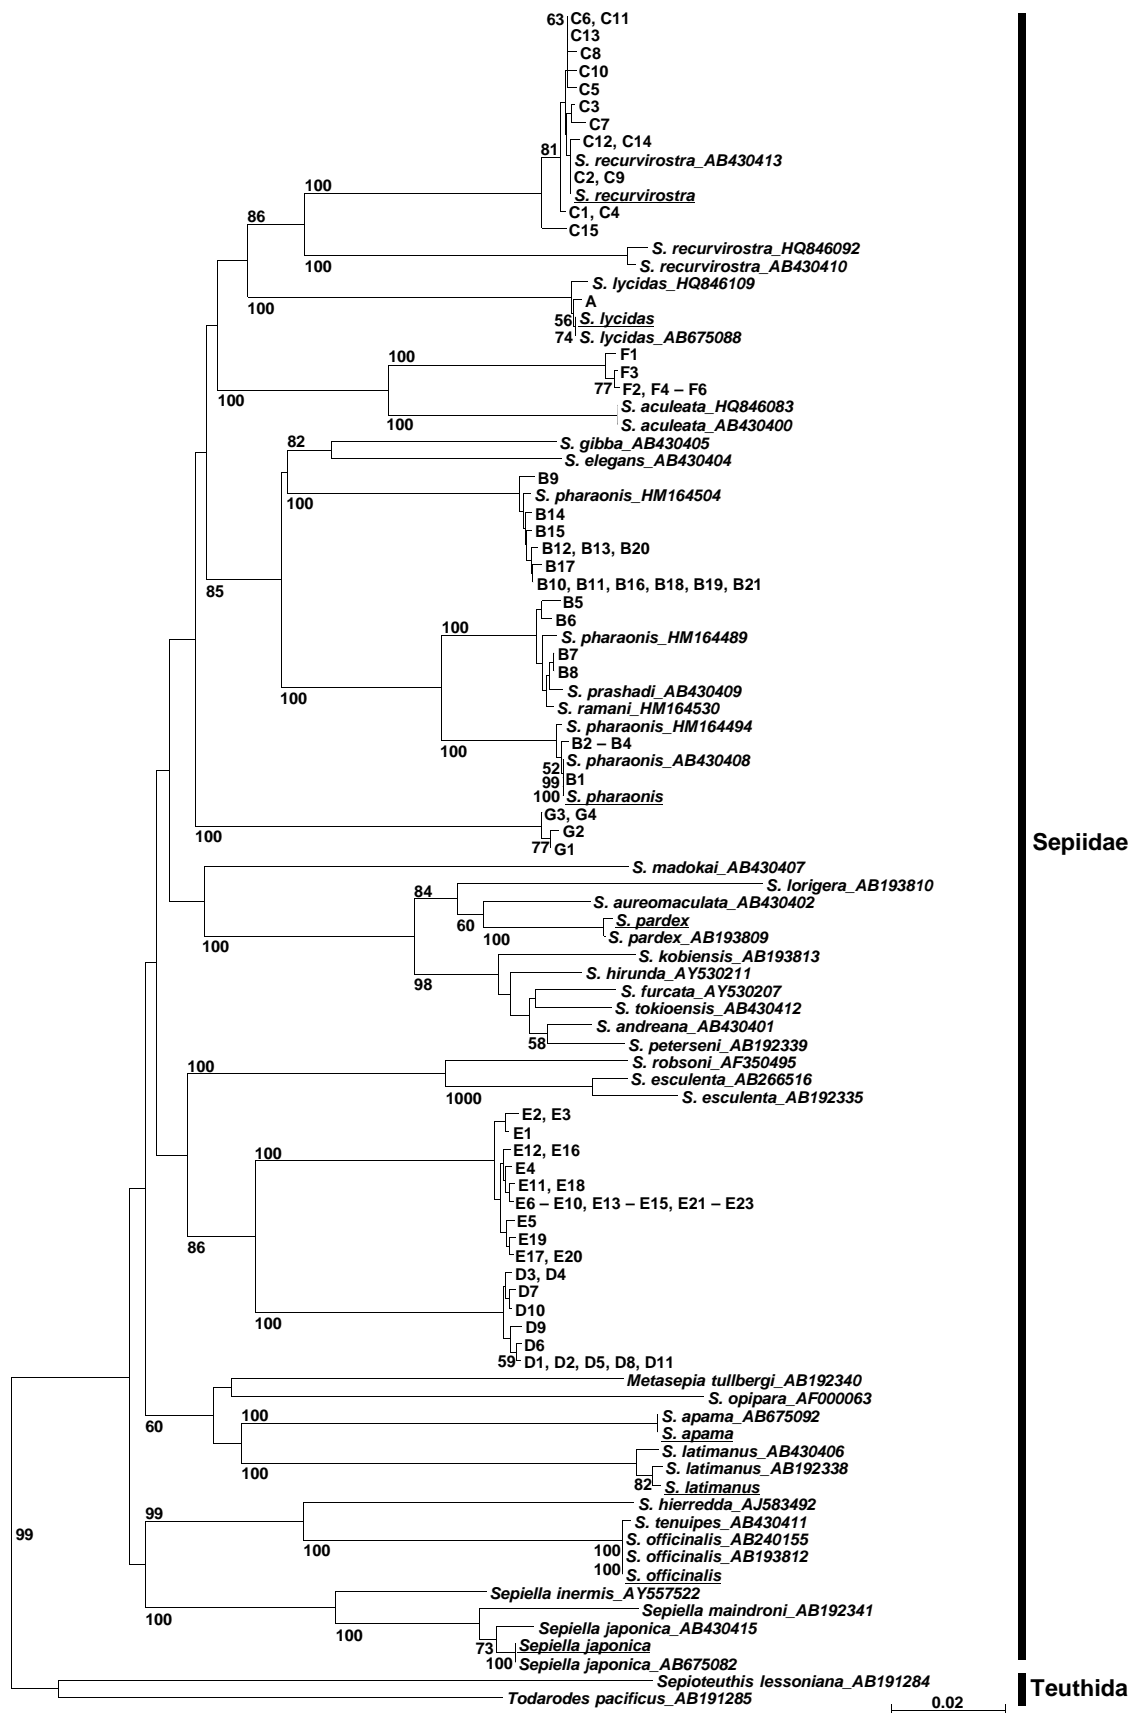 63 C6, C11
C13
C8
C10
C5
C3
C7
C12, C14
81
S. recurvirostra_AB430413
C2, C9
100
S. recurvirostra
C1, C4
86
C15
S. recurvirostra_HQ846092
100
S. recurvirostra_AB430410
S. lycidas_HQ846109
100
A
56 S. lycidas
74 S. lycidas_AB675088
100
F1
F3
77 F2, F4 – F6
100
S. aculeata_HQ846083
100
S. aculeata_AB430400
82
S. gibba_AB430405
S. elegans_AB430404
B9
100
S. pharaonis_HM164504
B14
B15
B12, B13, B20
B17
B10, B11, B16, B18, B19, B21
85
B5
B6
100
S. pharaonis_HM164489
B7
B8
S. prashadi_AB430409
100
S. ramani_HM164530
S. pharaonis_HM164494
B2 – B4
100
S. pharaonis_AB430408
52
99 B1
100 S. pharaonis
G3, G4
100
G2
77 G1
Sepiidae
S. madokai_AB430407
84
S. lorigera_AB193810
S. aureomaculata_AB430402
60
S. pardex
100
S. pardex_AB193809
100
S. kobiensis_AB193813
S. hirunda_AY530211
98
S. furcata_AY530207
S. tokioensis_AB430412
S. andreana_AB430401
58
S. peterseni_AB192339
100
S. robsoni_AF350495
S. esculenta_AB266516
1000
S. esculenta_AB192335
E2, E3
E1
100
E12, E16
E4
E11, E18
E6 – E10, E13 – E15, E21 – E23
E5
E19
86
E17, E20
D3, D4
D7
D10
100
D9
D6
59 D1, D2, D5, D8, D11
Metasepia tullbergi_AB192340
S. opipara_AF000063
100
S. apama_AB675092
60
S. apama
S. latimanus_AB430406
100
S. latimanus_AB192338
82 S. latimanus
S. hierredda_AJ583492
99
S. tenuipes_AB430411
99
S. officinalis_AB240155
100
100
S. officinalis_AB193812
100 S. officinalis
Sepiella inermis_AY557522
Sepiella maindroni_AB192341
100
Sepiella japonica_AB430415
100
73 Sepiella japonica
100 Sepiella japonica_AB675082
Sepioteuthis lessoniana_AB191284
Teuthida
Todarodes pacificus_AB191285
0.02